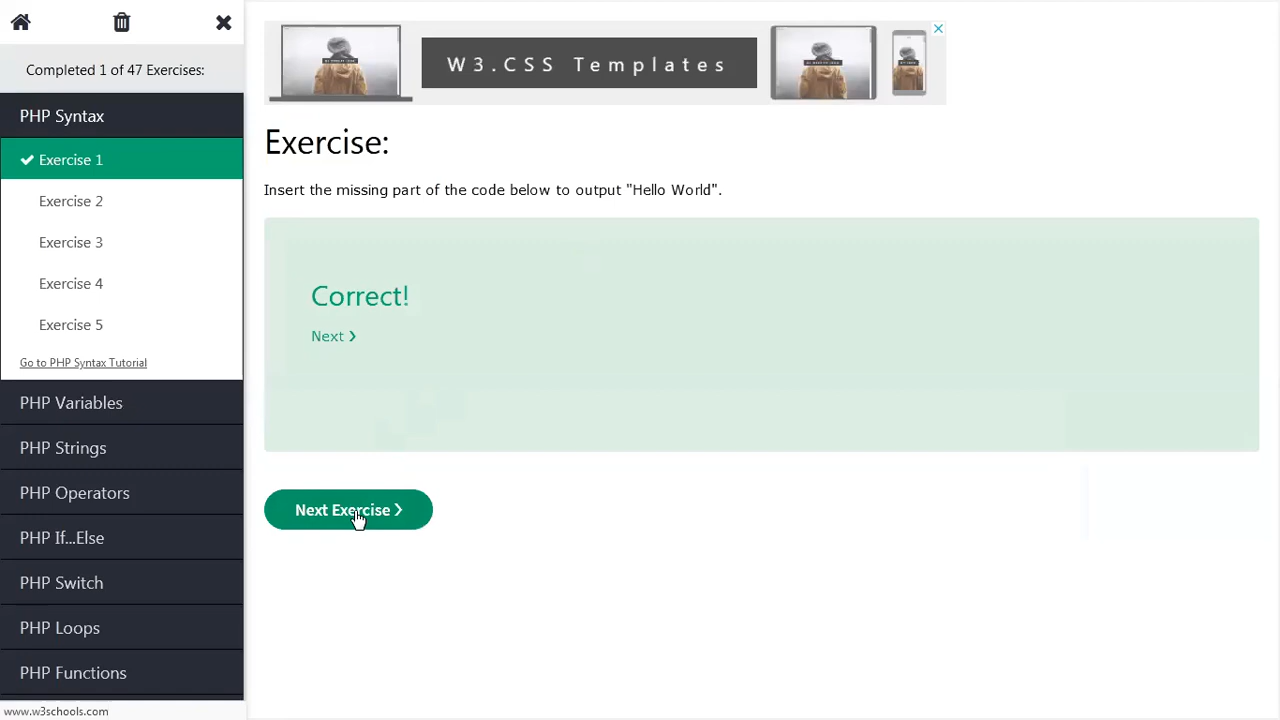 Completed 1 of 47 Exercises:
PHP Syntax
Exercise 1
Exercise 2
Exercise 3
Exercise 4
Exercise 5
Go to PHP Syntax Tutorial
PHP Variables
PHP Strings
PHP Operators
PHP If...Else
PHP Switch
PHP Loops
PHP Functions
www.w3schools.com
W3.CSS Templates
Exercise:
Insert the missing part of the code below to output "Hello World".
Correct!
Next ❯
Next Exercise ❯